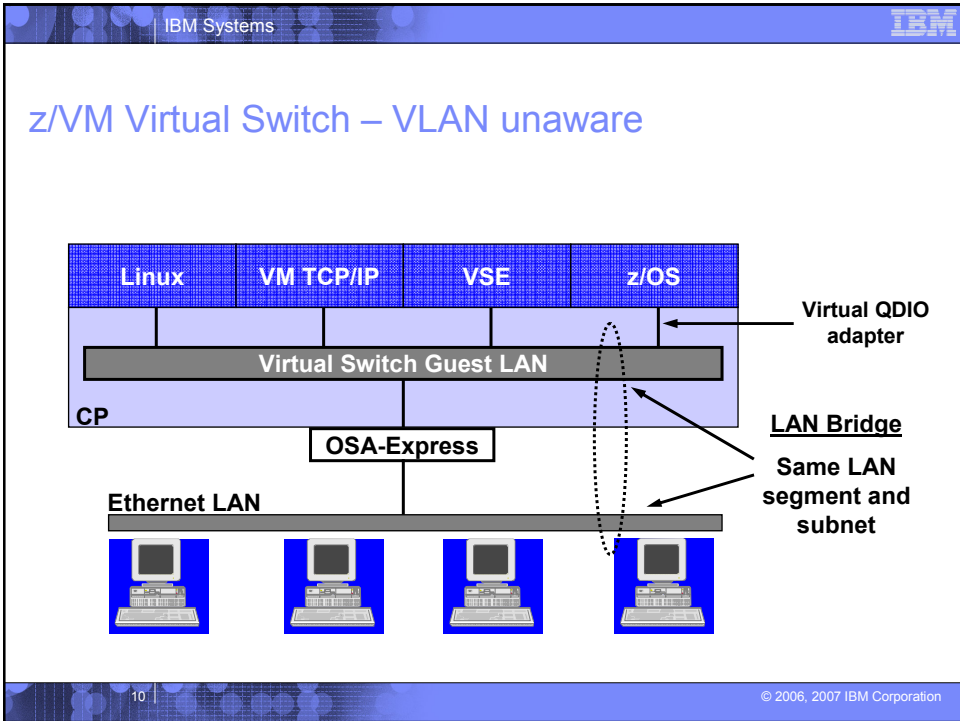 IBM Systems
IBM
z/VM Virtual Switch – VLAN unaware
Linux
VM TCP/IP
VSE
z/OS
Virtual QDIO
adapter
Virtual Switch Guest LAN
CP
OSA-Express
LAN Bridge
Same LAN
segment and
subnet
Ethernet LAN
10
© 2006, 2007 IBM Corporation